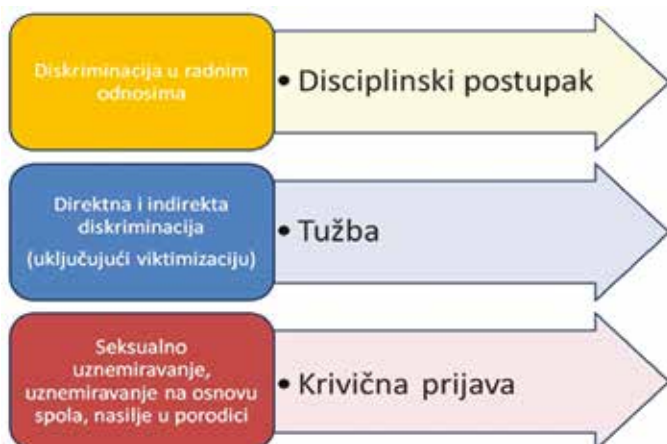 Diskriminacija u radnim
odnosima
• Disciplinski postupak
Direktna i indirekta
diskriminacija
(uključujući viktimizaciju)
• Tužba
Seksualno
uznemiravanje,
uznemiravanje na osnovu
spola, nasilje u porodici
• Krivična prijava